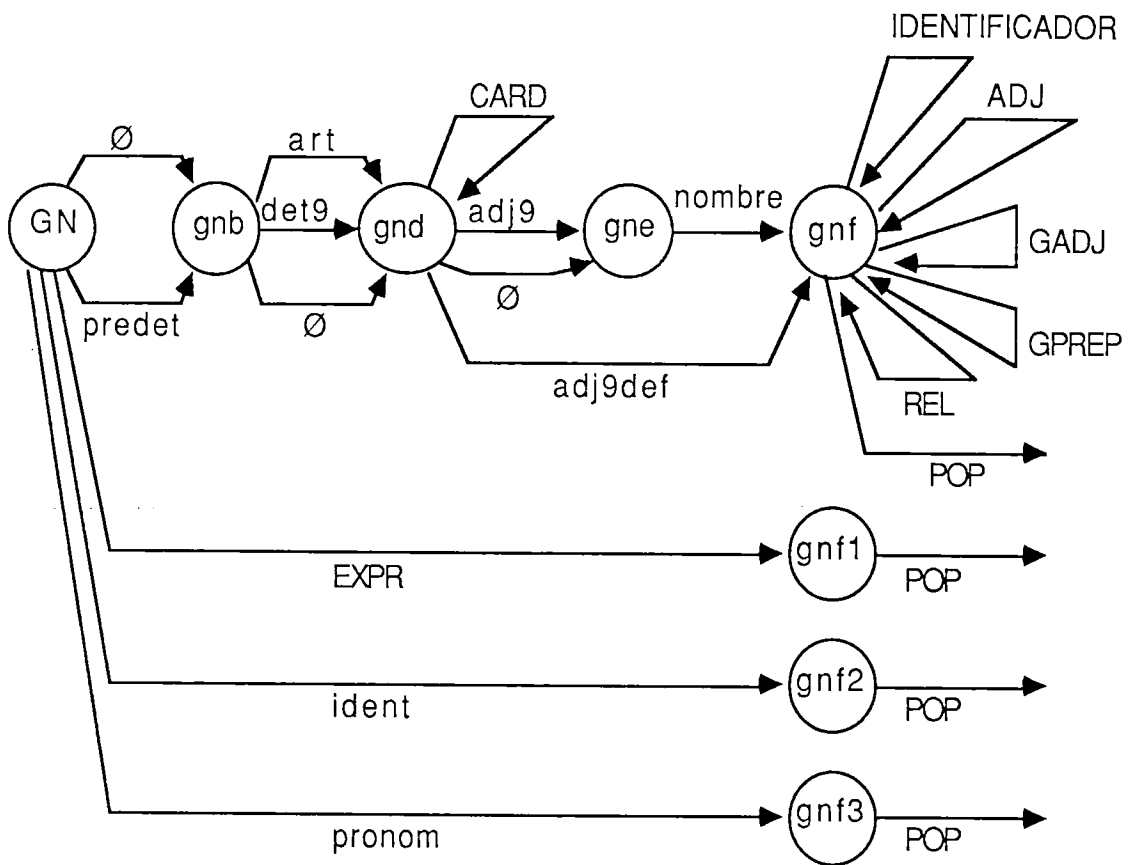 IDENTIFICADOR
CARD
ADJ
Ø
art
GN
gnb
det9
gnd
adj9
gne
nombre
gnf
GADJ
predet
Ø
Ø
GPREP
adj9def
REL
POP
EXPR
gnf1
POP
ident
gnf2
POP
pronom
gnf3
POP